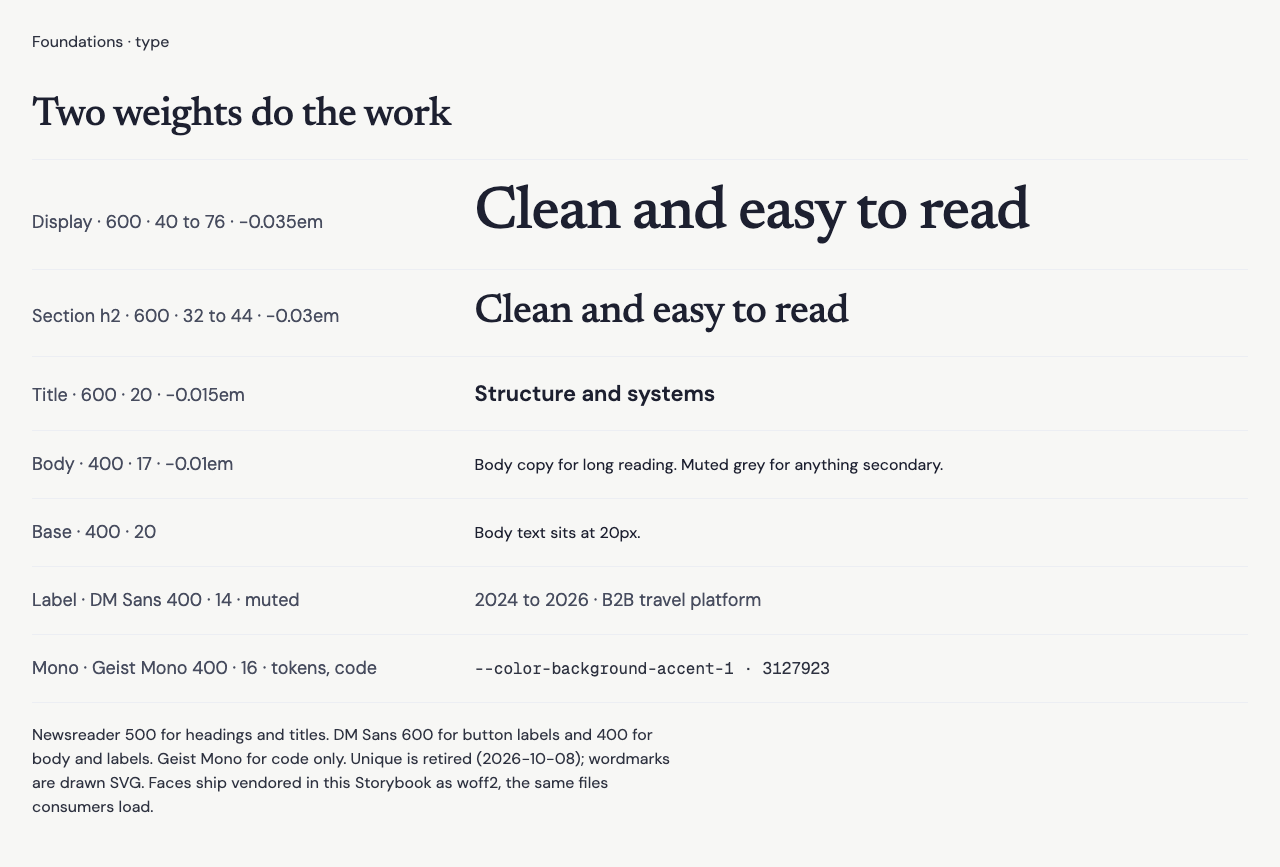 Foundations · type
Two weights do the work
Display · 600 · 40 to 76 · -0.035em
Clean and easy to read
Section h2 · 600 · 32 to 44 · -0.03em
Clean and easy to read
Title · 600 · 20 · -0.015em
Structure and systems
Body · 400 · 17 · -0.01em
Body copy for long reading. Muted grey for anything secondary.
Base · 400 · 20
Body text sits at 20px.
Label · DM Sans 400 · 14 · muted
2024 to 2026 · B2B travel platform
Mono · Geist Mono 400 · 16 · tokens, code
--color-background-accent-1 · 3127923
Newsreader 500 for headings and titles. DM Sans 600 for button labels and 400 for
body and labels. Geist Mono for code only. Unique is retired (2026-10-08); wordmarks
are drawn SVG. Faces ship vendored in this Storybook as woff2, the same files
consumers load.